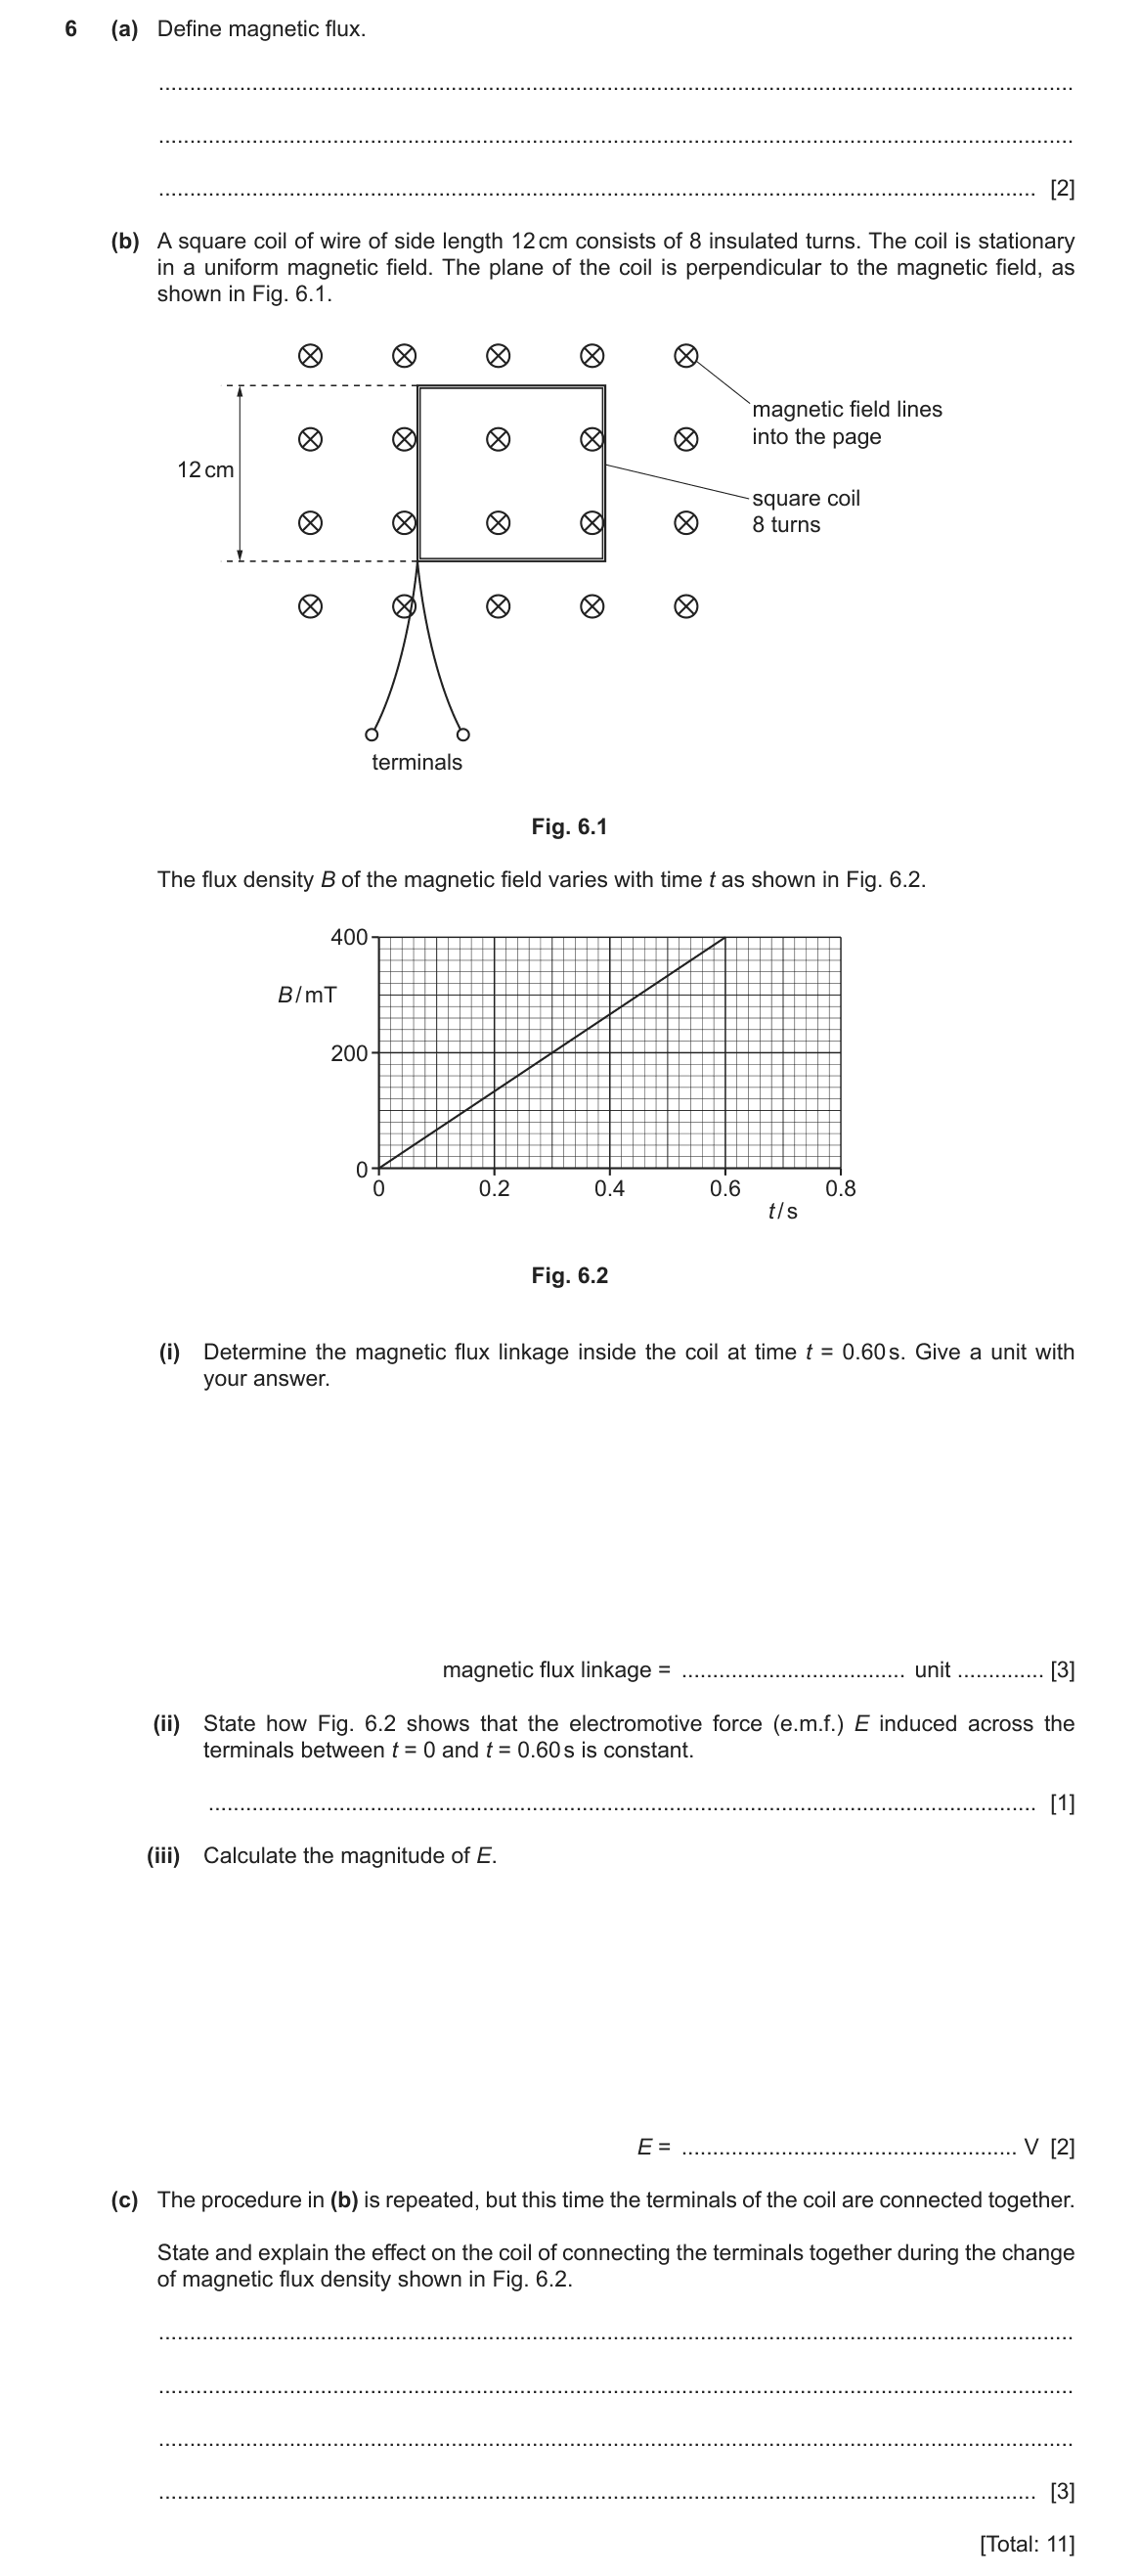 6 (a) Define magnetic flux.
..........................................................................................
..........................................................................................
.......................................................................................... [2]
(b) A square coil of wire of side length 12 cm consists of 8 insulated turns. The coil is stationary
in a uniform magnetic field. The plane of the coil is perpendicular to the magnetic field, as
shown in Fig. 6.1.
magnetic field lines
into the page
12 cm
square coil
8 turns
terminals
Fig. 6.1
The flux density B of the magnetic field varies with time t as shown in Fig. 6.2.
400
B / mT
200
0
0 0.2 0.4 0.6 0.8
t / s
Fig. 6.2
(i) Determine the magnetic flux linkage inside the coil at time t = 0.60 s. Give a unit with
your answer.
magnetic flux linkage = .................................... unit .............. [3]
(ii) State how Fig. 6.2 shows that the electromotive force (e.m.f.) E induced across the
terminals between t = 0 and t = 0.60 s is constant.
.......................................................................................... [1]
(iii) Calculate the magnitude of E.
E = ...................................................... V [2]
(c) The procedure in (b) is repeated, but this time the terminals of the coil are connected together.
State and explain the effect on the coil of connecting the terminals together during the change
of magnetic flux density shown in Fig. 6.2.
..........................................................................................
..........................................................................................
..........................................................................................
.......................................................................................... [3]
[Total: 11]